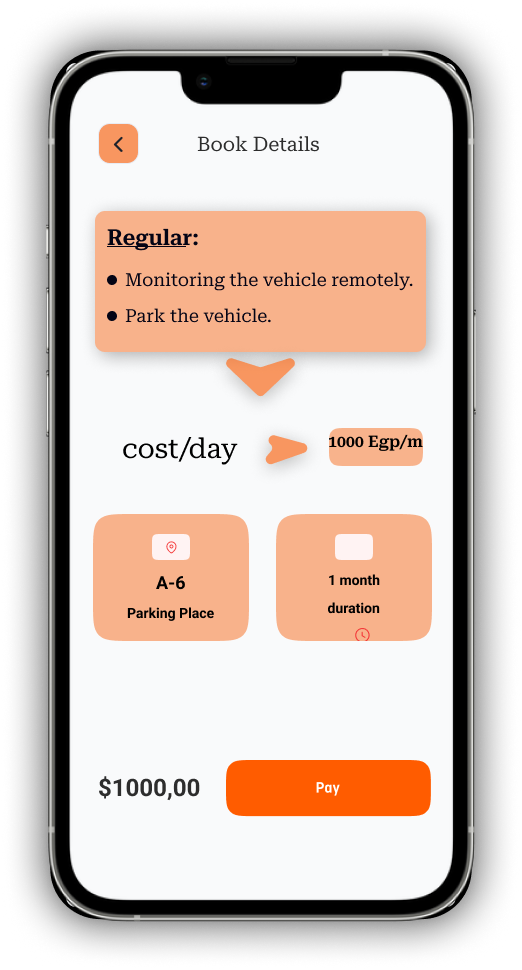 Book Details
Regular:
Monitoring the vehicle remotely.
Park the vehicle.
cost/day
1000 Egp/m
A-6
Parking Place
1 month
duration
$1000,00
Pay